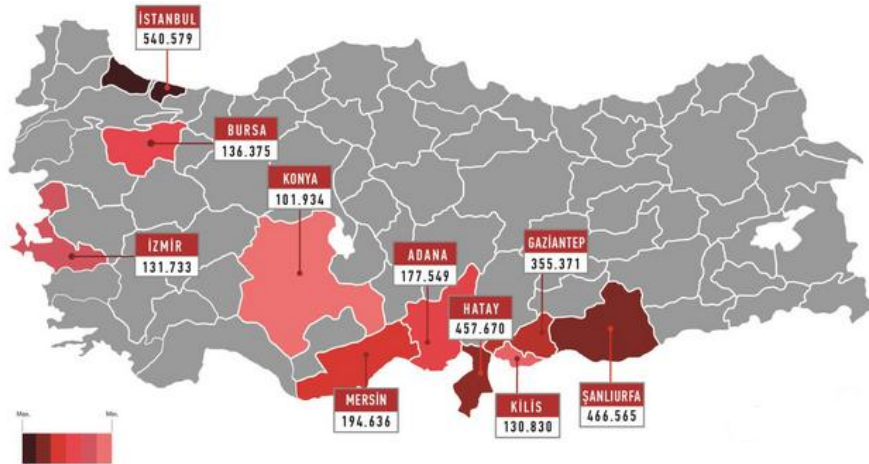 İSTANBUL
540.579
BURSA
136.375
KONYA
101.934
İZMİR
131.733
ADANA
177.549
GAZİANTEP
355.371
HATAY
457.670
MERSİN
194.636
KİLİS
130.830
ŞANLIURFA
466.565
Max.
Min.